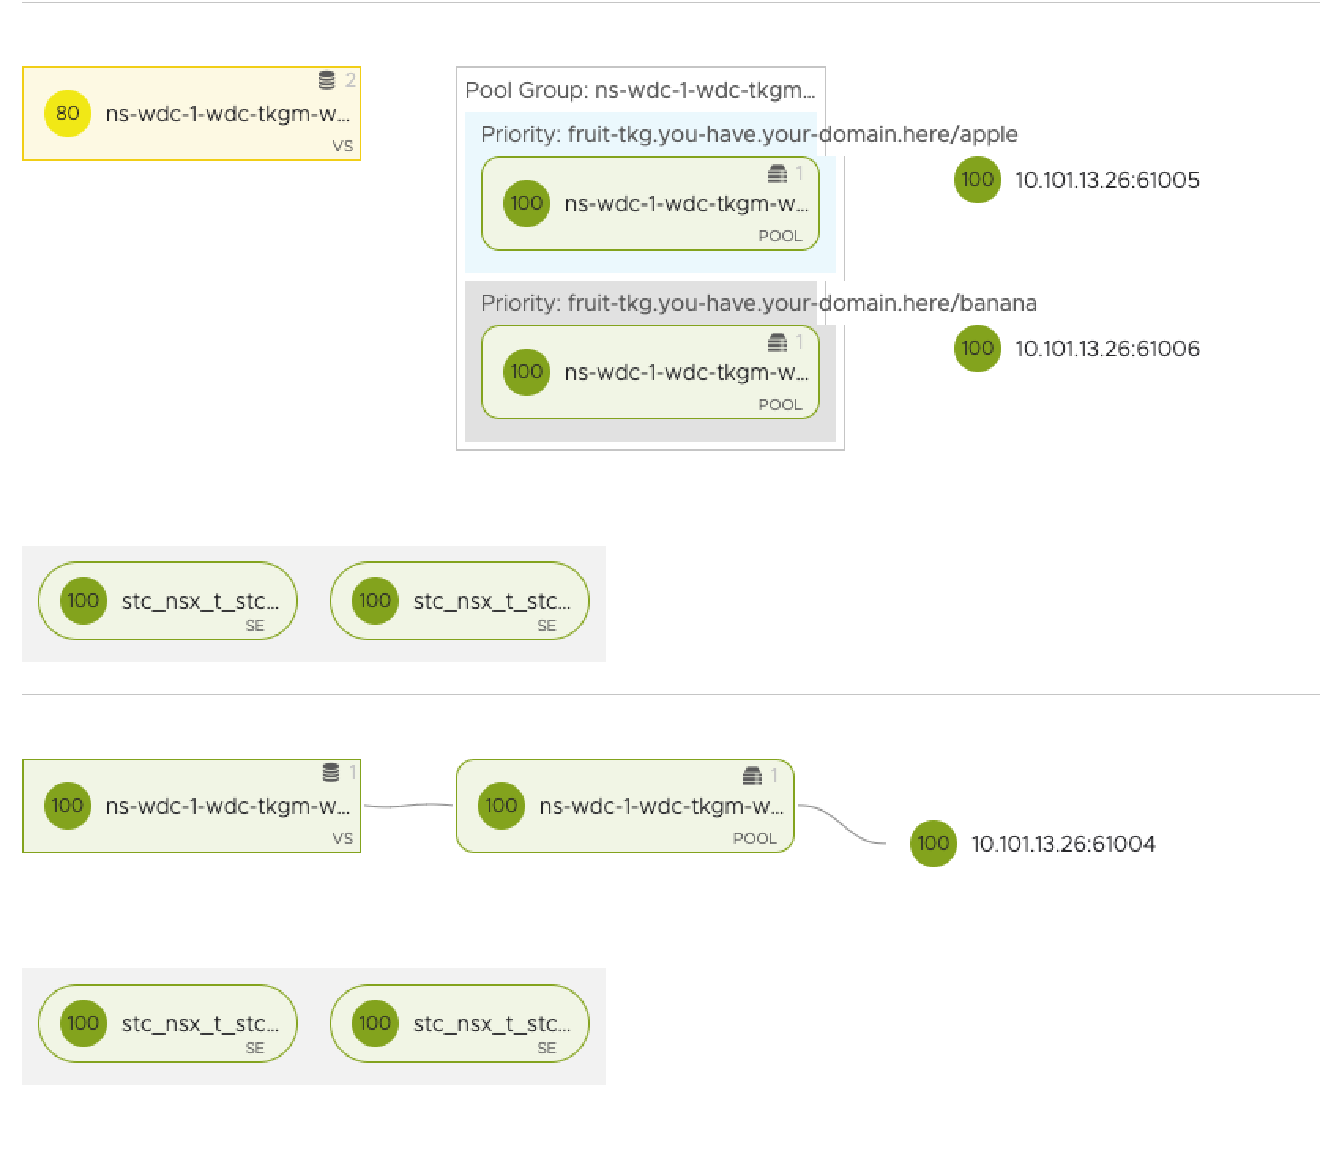 2
80 ns-wdc-1-wdc-tkgm-w...
VS
Pool Group: ns-wdc-1-wdc-tkgm...
Priority: fruit-tkg.you-have.your-domain.here/apple
1
100 ns-wdc-1-wdc-tkgm-w...
POOL
100 10.101.13.26:61005
Priority: fruit-tkg.you-have.your-domain.here/banana
1
100 ns-wdc-1-wdc-tkgm-w...
POOL
100 10.101.13.26:61006
100 stc_nsx_t_stc...
SE
100 stc_nsx_t_stc...
SE
1
100 ns-wdc-1-wdc-tkgm-w...
VS
1
100 ns-wdc-1-wdc-tkgm-w...
POOL
100 10.101.13.26:61004
100 stc_nsx_t_stc...
SE
100 stc_nsx_t_stc...
SE